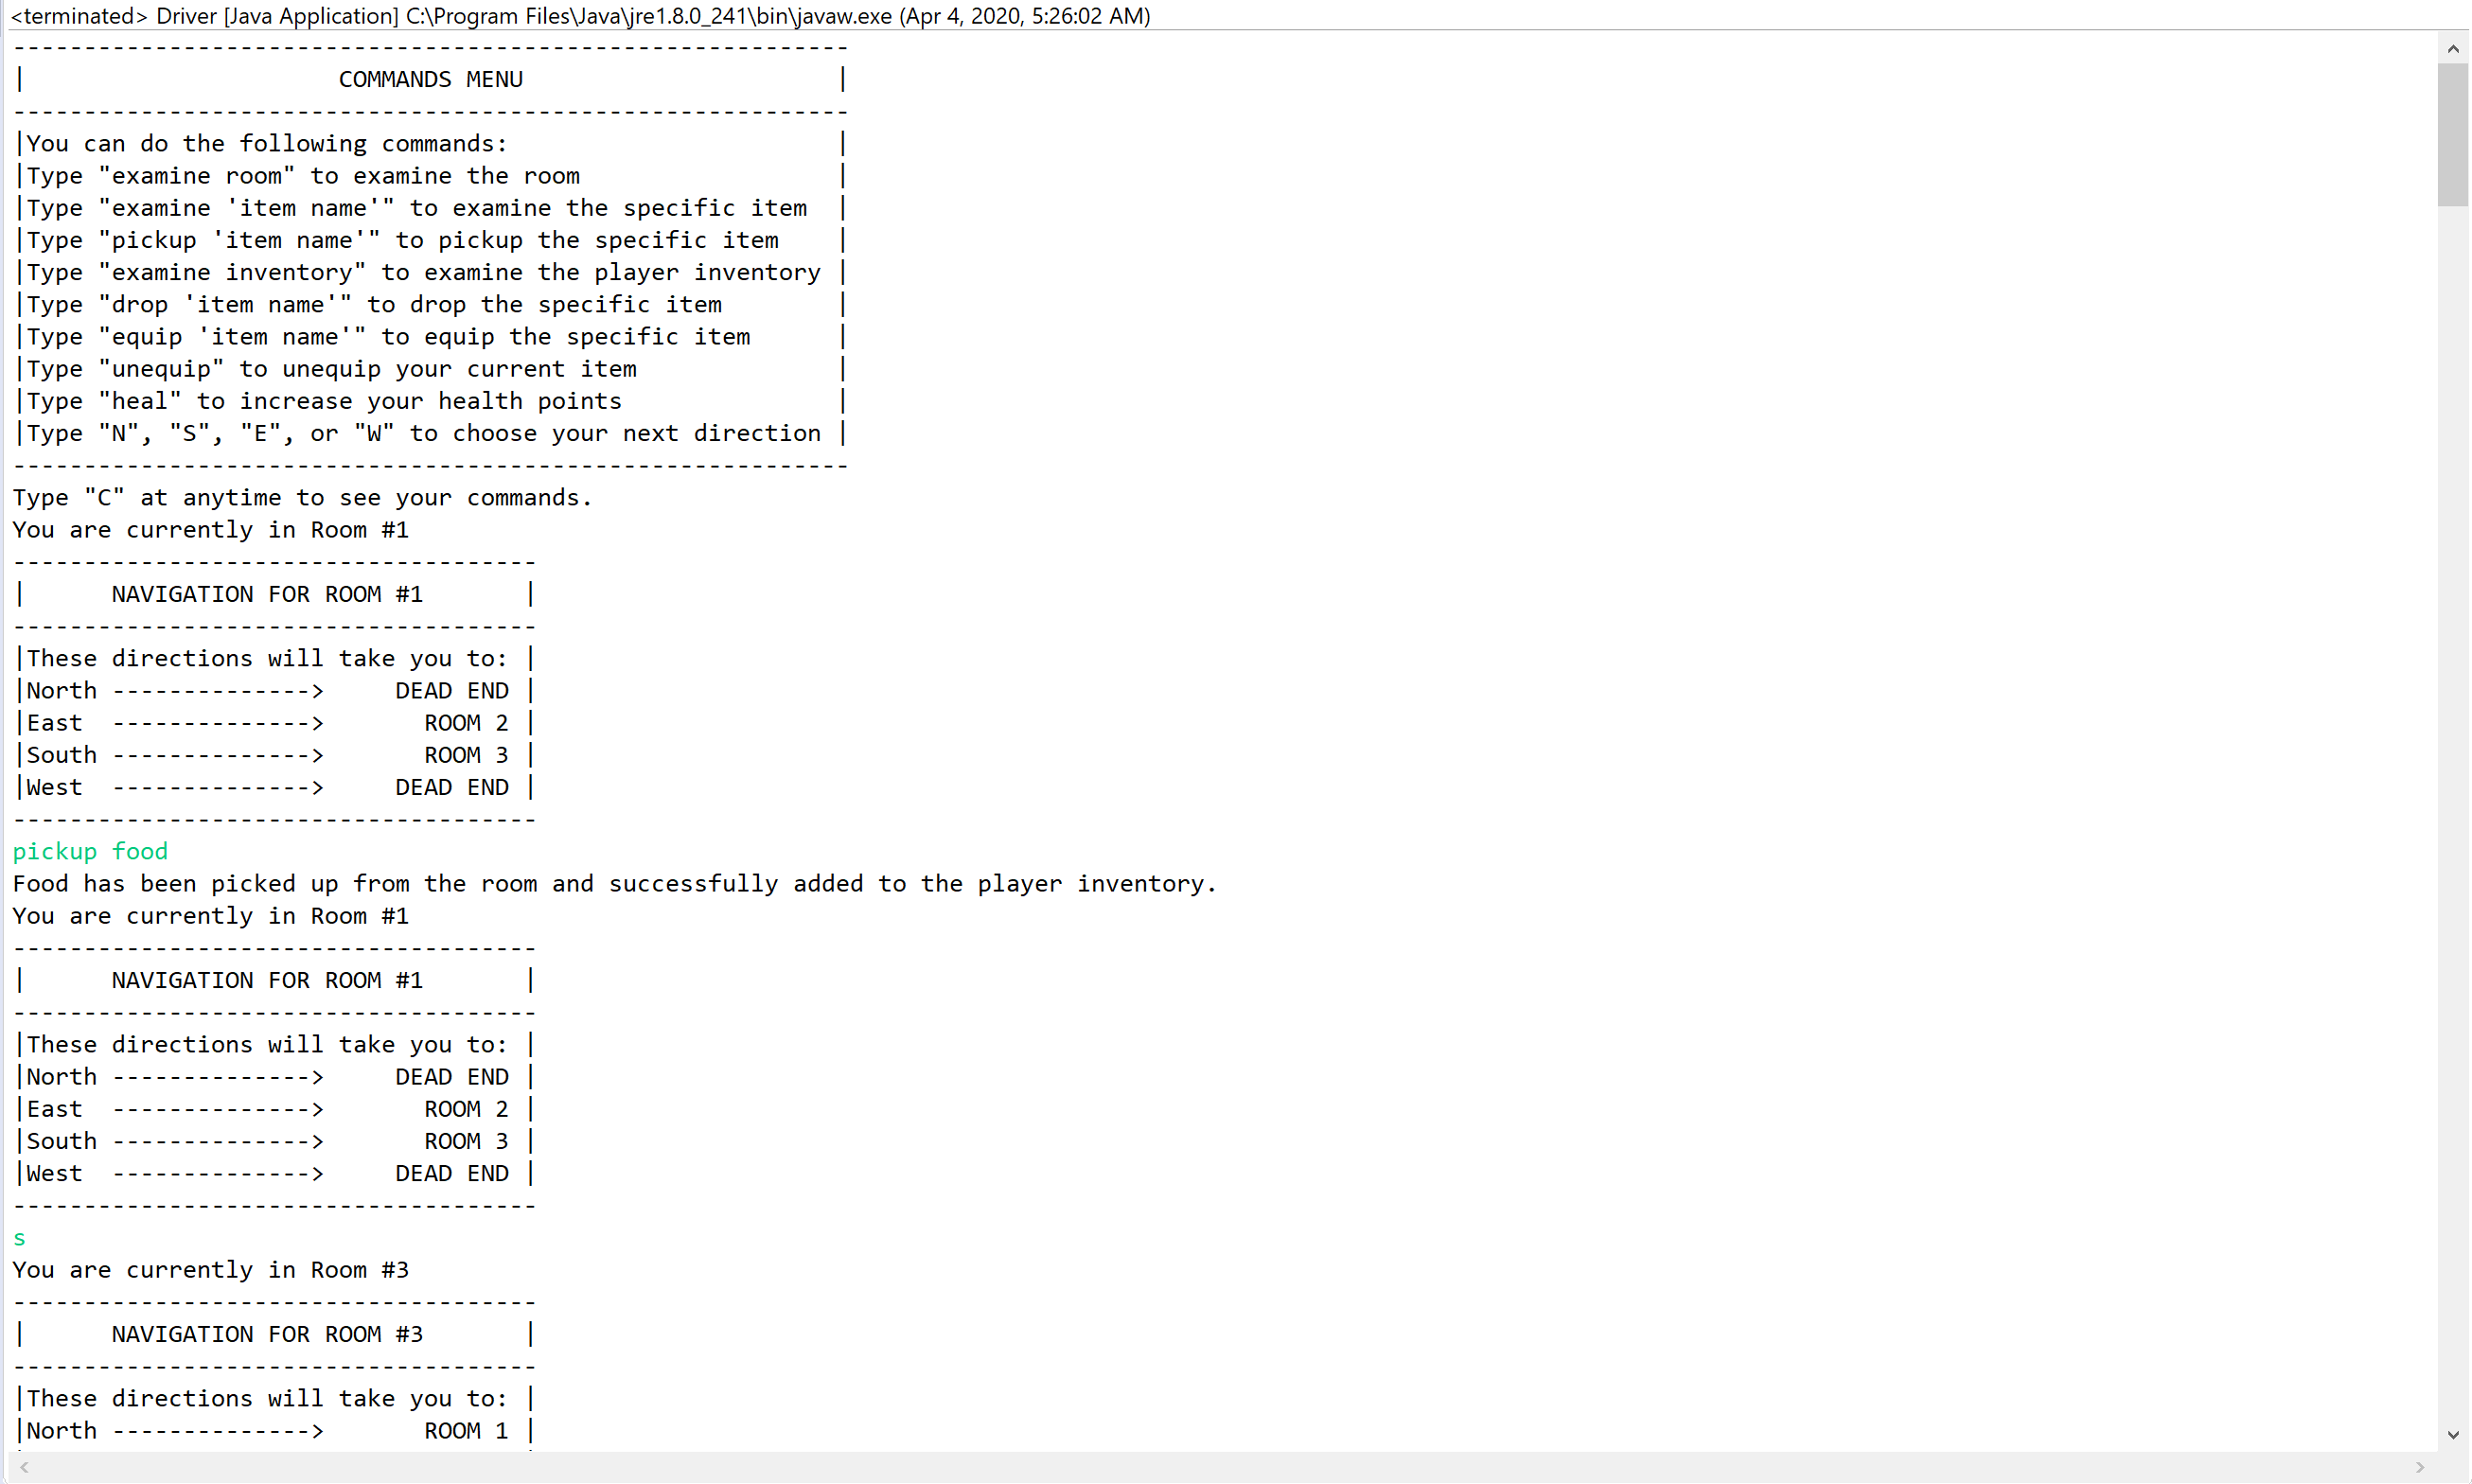 <terminated> Driver [Java Application] C:\Program Files\Java\jre1.8.0_241\bin\javaw.exe (Apr 4, 2020, 5:26:02 AM)
-----------------------------------------------------------
|                      COMMANDS MENU                      |
-----------------------------------------------------------
|You can do the following commands:                       |
|Type "examine room" to examine the room                  |
|Type "examine 'item name'" to examine the specific item  |
|Type "pickup 'item name'" to pickup the specific item    |
|Type "examine inventory" to examine the player inventory |
|Type "drop 'item name'" to drop the specific item        |
|Type "equip 'item name'" to equip the specific item      |
|Type "unequip" to unequip your current item              |
|Type "heal" to increase your health points               |
|Type "N", "S", "E", or "W" to choose your next direction |
-----------------------------------------------------------
Type "C" at anytime to see your commands.
You are currently in Room #1
-------------------------------------
|      NAVIGATION FOR ROOM #1       |
-------------------------------------
|These directions will take you to: |
|North -------------->     DEAD END |
|East  -------------->       ROOM 2 |
|South -------------->       ROOM 3 |
|West  -------------->     DEAD END |
-------------------------------------
pickup food
Food has been picked up from the room and successfully added to the player inventory.
You are currently in Room #1
-------------------------------------
|      NAVIGATION FOR ROOM #1       |
-------------------------------------
|These directions will take you to: |
|North -------------->     DEAD END |
|East  -------------->       ROOM 2 |
|South -------------->       ROOM 3 |
|West  -------------->     DEAD END |
-------------------------------------
s
You are currently in Room #3
-------------------------------------
|      NAVIGATION FOR ROOM #3       |
-------------------------------------
|These directions will take you to: |
|North -------------->       ROOM 1 |